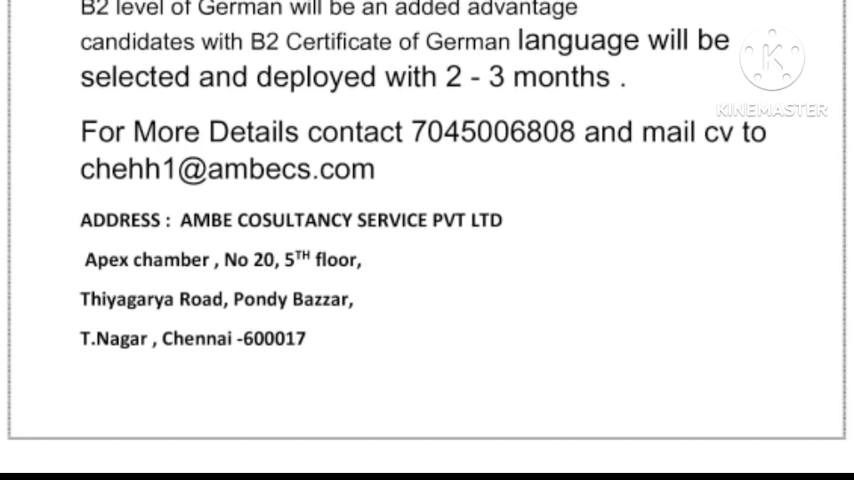 B2 level of German will be an added advantage
candidates with B2 Certificate of German language will be
selected and deployed with 2 - 3 months .
K
KINEMASTER
For More Details contact 7045006808 and mail cv to
chehh1@ambecs.com
ADDRESS : AMBE COSULTANCY SERVICE PVT LTD
Apex chamber , No 20, 5TH floor,
Thiyagarya Road, Pondy Bazzar,
T.Nagar , Chennai -600017